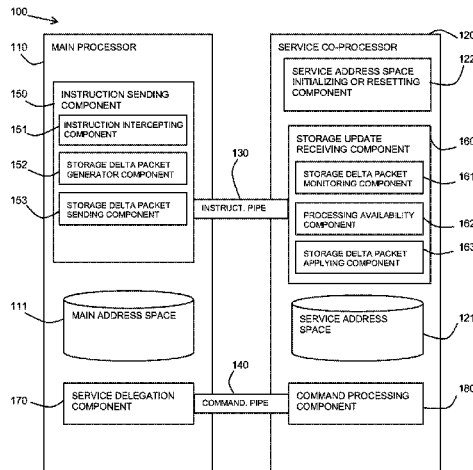 100
110
MAIN PROCESSOR
150
INSTRUCTION SENDING
COMPONENT
151
INSTRUCTION INTERCEPTING
COMPONENT
152
STORAGE DELTA PACKET
GENERATOR COMPONENT
153
STORAGE DELTA PACKET
SENDING COMPONENT
111
MAIN ADDRESS SPACE
170
SERVICE DELEGATION
COMPONENT
130
INSTRUCT. PIPE
140
COMMAND. PIPE
120
SERVICE CO-PROCESSOR
122
SERVICE ADDRESS SPACE
INITIALIZING OR RESETTING
COMPONENT
160
STORAGE UPDATE
RECEIVING COMPONENT
161
STORAGE DELTA PACKET
MONITORING COMPONENT
162
PROCESSING AVAILABILITY
COMPONENT
163
STORAGE DELTA PACKET
APPLYING COMPONENT
121
SERVICE ADDRESS
SPACE
180
COMMAND PROCESSING
COMPONENT